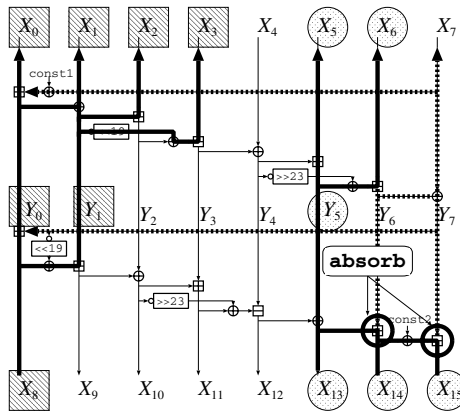 X₀ X₁ X₂ X₃ X₄ X₅ X₆ X₇
const1
>>23
Y₀ Y₁ Y₂ Y₃ Y₄ Y₅ Y₆ Y₇
<<19
absorb
>>23
const2
X₈ X₉ X₁₀ X₁₁ X₁₂ X₁₃ X₁₄ X₁₅